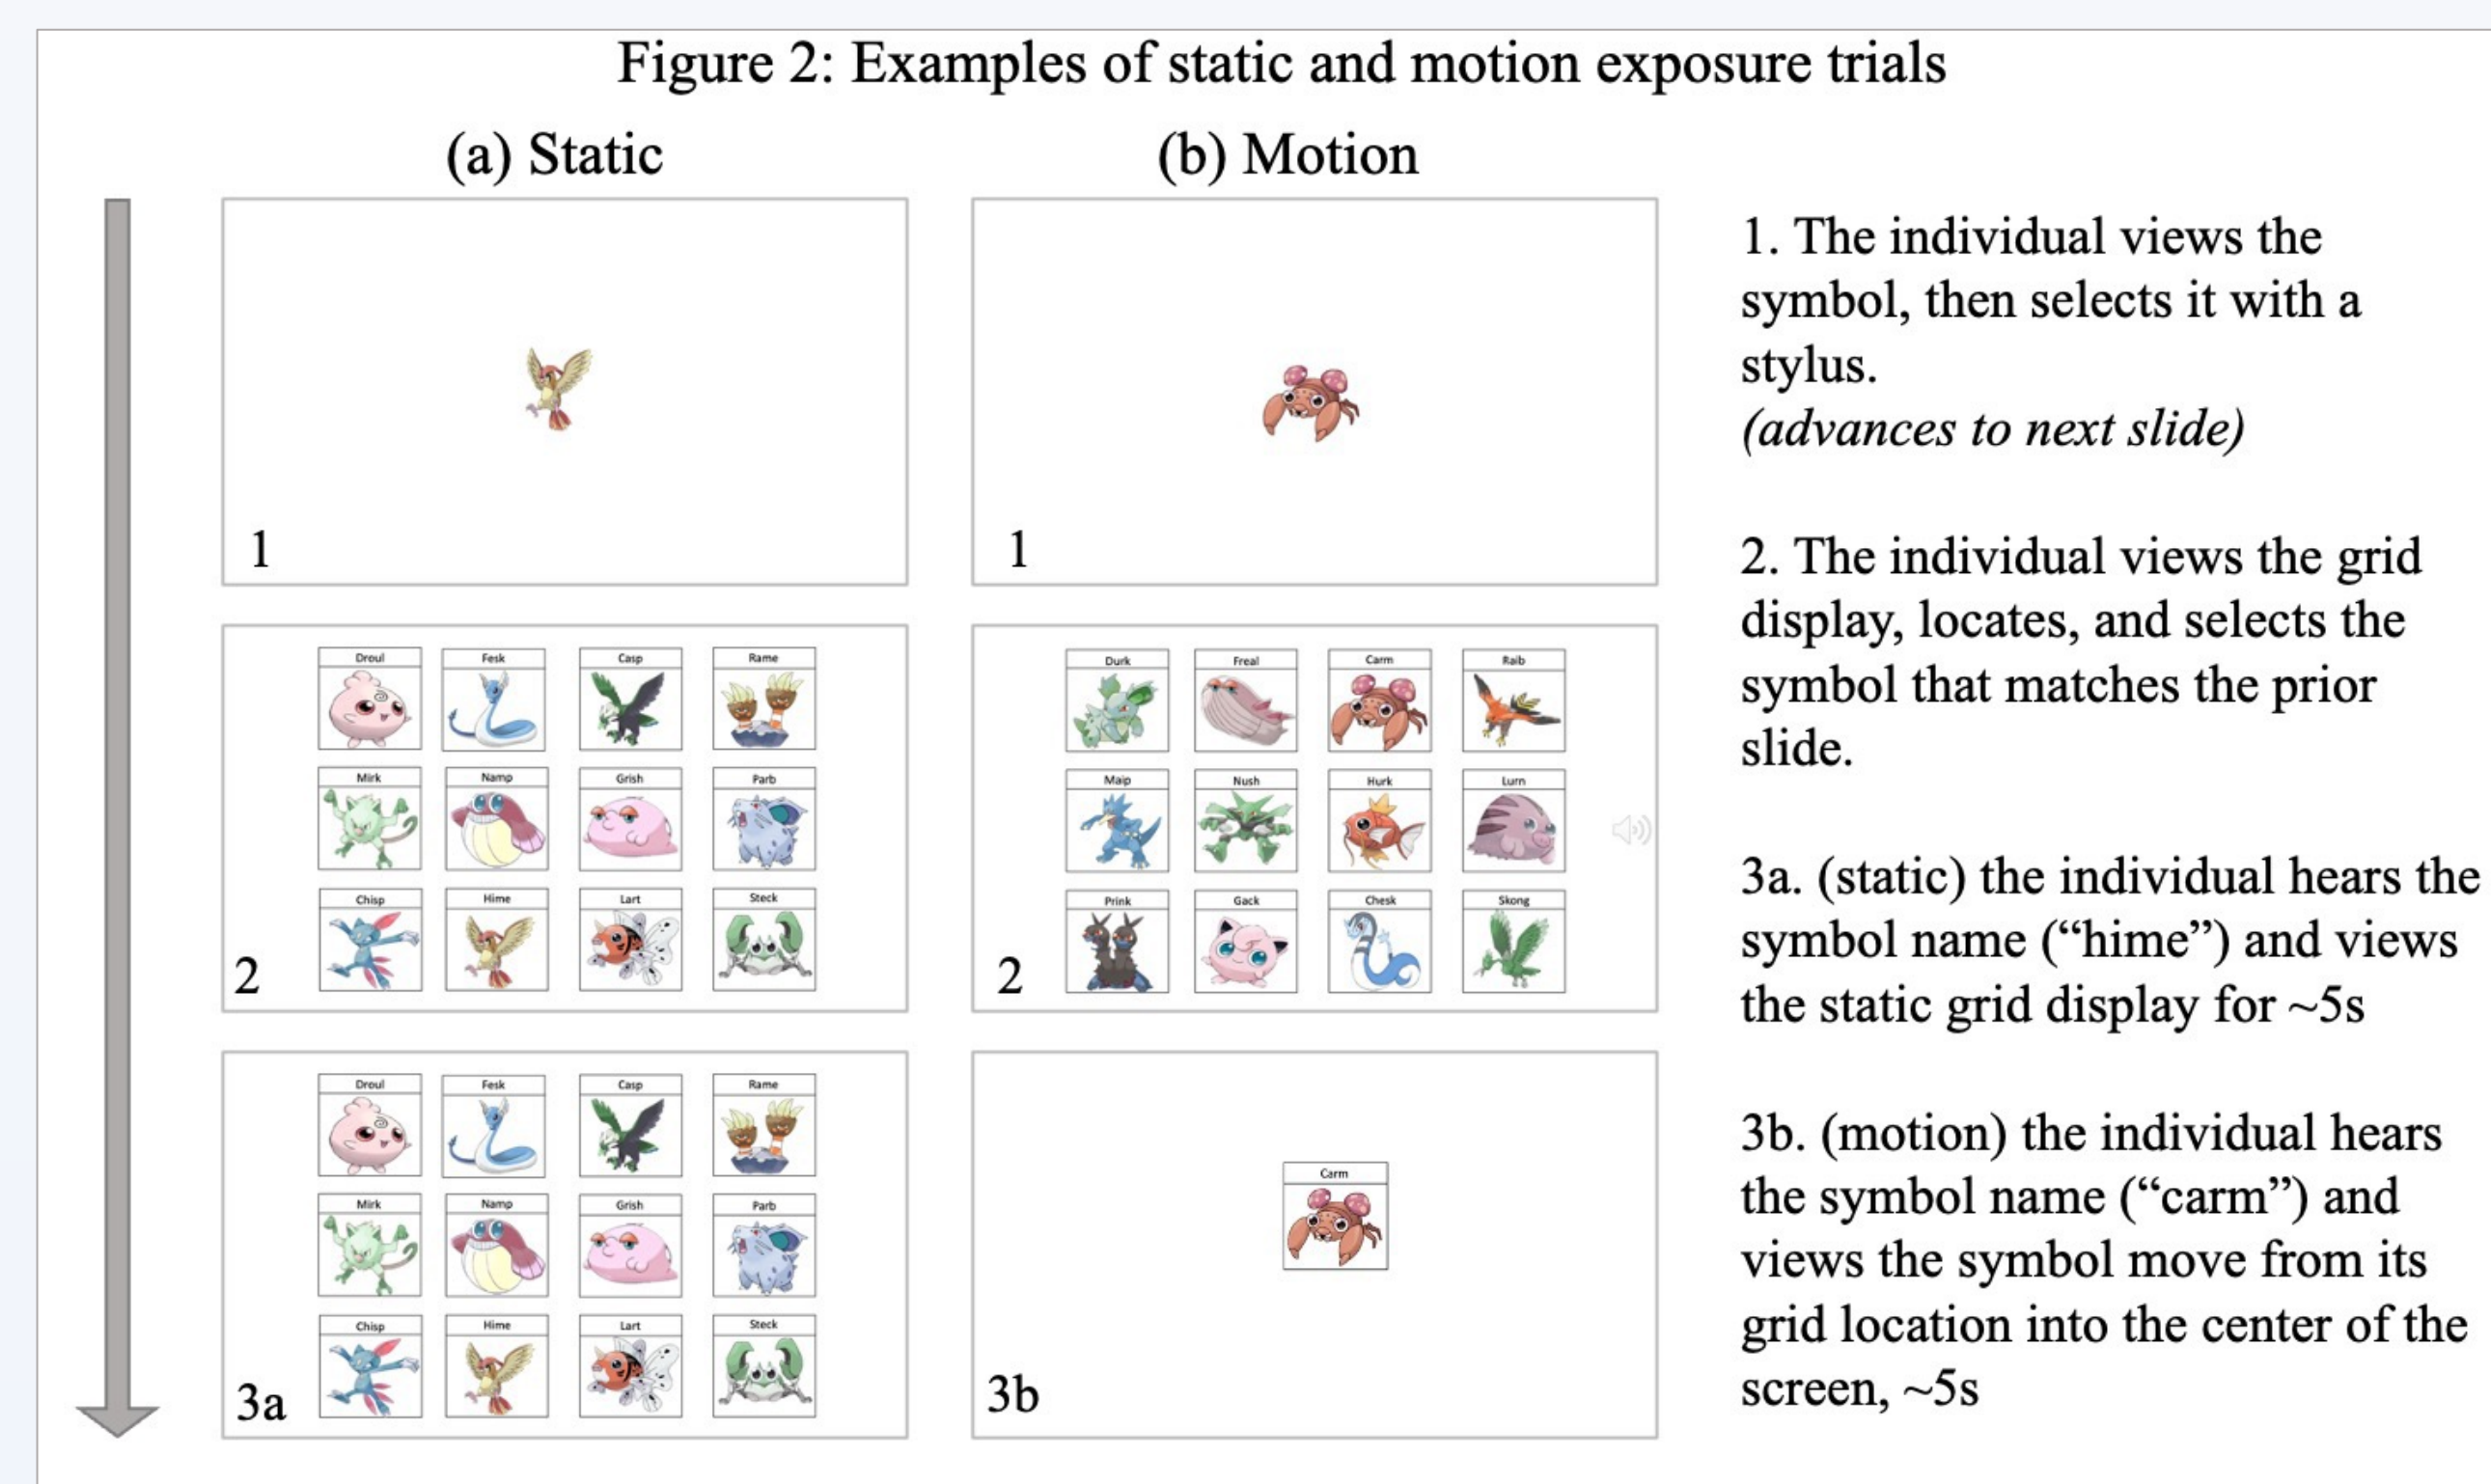 Figure 2: Examples of static and motion exposure trials
(a) Static
(b) Motion
1
1
Droul Fesk Casp Rame
Mirk Namp Grish Parb
Chisp Hime Lart Steck
2
Durk Freal Carm Raib
Maip Nush Hurk Lurn
Prink Gack Chesk Skong
2
Droul Fesk Casp Rame
Mirk Namp Grish Parb
Chisp Hime Lart Steck
3a
Carm
3b
1. The individual views the
symbol, then selects it with a
stylus.
(advances to next slide)
2. The individual views the grid
display, locates, and selects the
symbol that matches the prior
slide.
3a. (static) the individual hears the
symbol name (“hime”) and views
the static grid display for ~5s
3b. (motion) the individual hears
the symbol name (“carm”) and
views the symbol move from its
grid location into the center of the
screen, ~5s